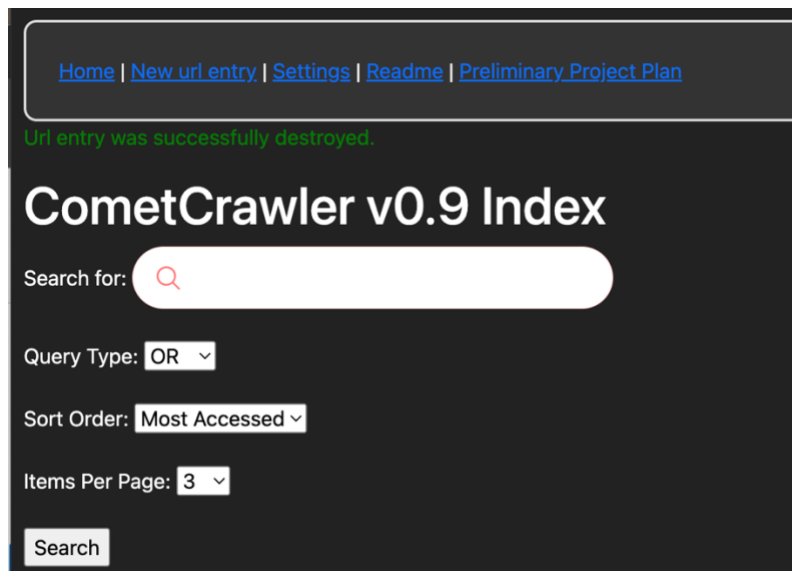 Home | New url entry | Settings | Readme | Preliminary Project Plan
Url entry was successfully destroyed.
CometCrawler v0.9 Index
Search for:
Query Type: OR
Sort Order: Most Accessed
Items Per Page: 3
Search